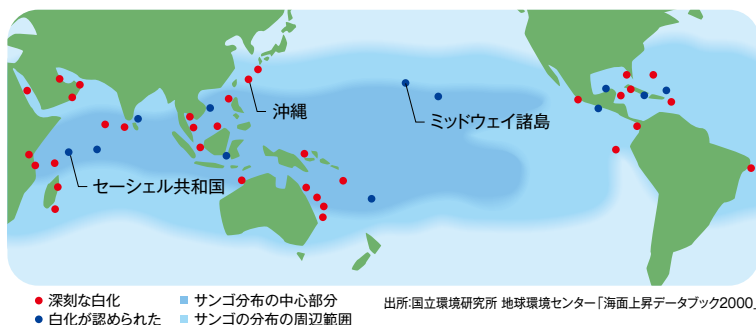 沖縄
ミッドウェイ諸島
セーシェル共和国
深刻な白化
サンゴ分布の中心部分
出所:国立環境研究所 地球環境センター「海面上昇データブック2000」
白化が認められた
サンゴの分布の周辺範囲